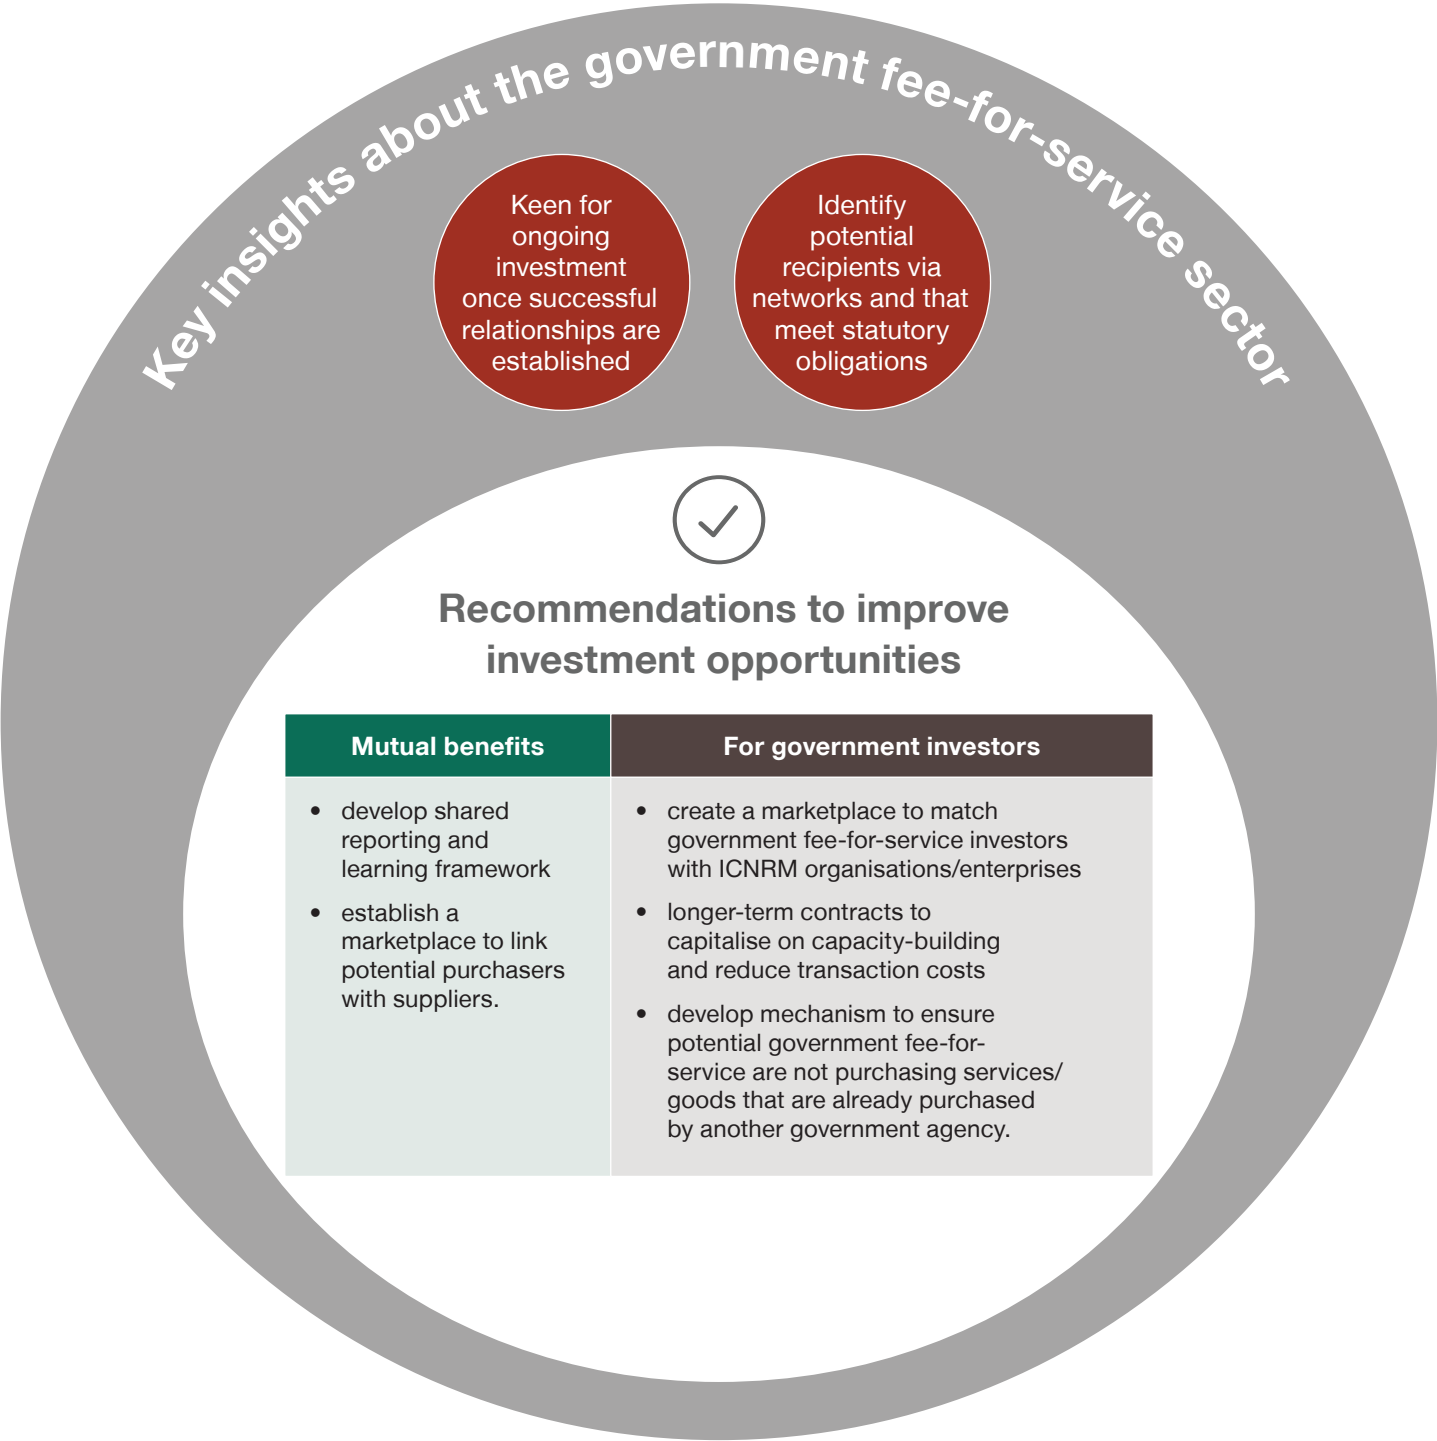 Key insights about the government fee-for-service sector
Keen for
ongoing
investment
once successful
relationships are
established
Identify
potential
recipients via
networks and that
meet statutory
obligations
Recommendations to improve
investment opportunities
Mutual benefits
• develop shared
reporting and
learning framework
• establish a
marketplace to link
potential purchasers
with suppliers.
For government investors
• create a marketplace to match
government fee-for-service investors
with ICNRM organisations/enterprises
• longer-term contracts to
capitalise on capacity-building
and reduce transaction costs
• develop mechanism to ensure
potential government fee-for-
service are not purchasing services/
goods that are already purchased
by another government agency.